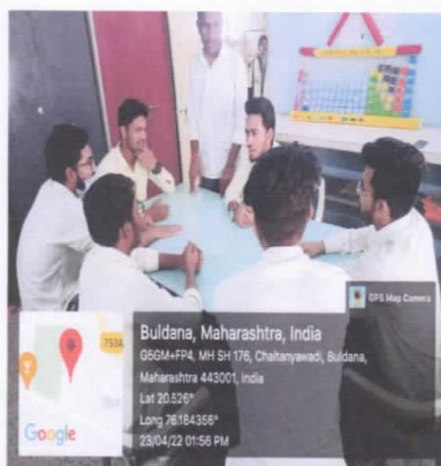 GPS Map Camera
753A
Google
Buldana, Maharashtra, India
G5GM+FP4, MH SH 176, Chaitanyawadi, Buldana,
Maharashtra 443001, India
Lat 20.526°
Long 76.184356°
23/04/22 01:56 PM